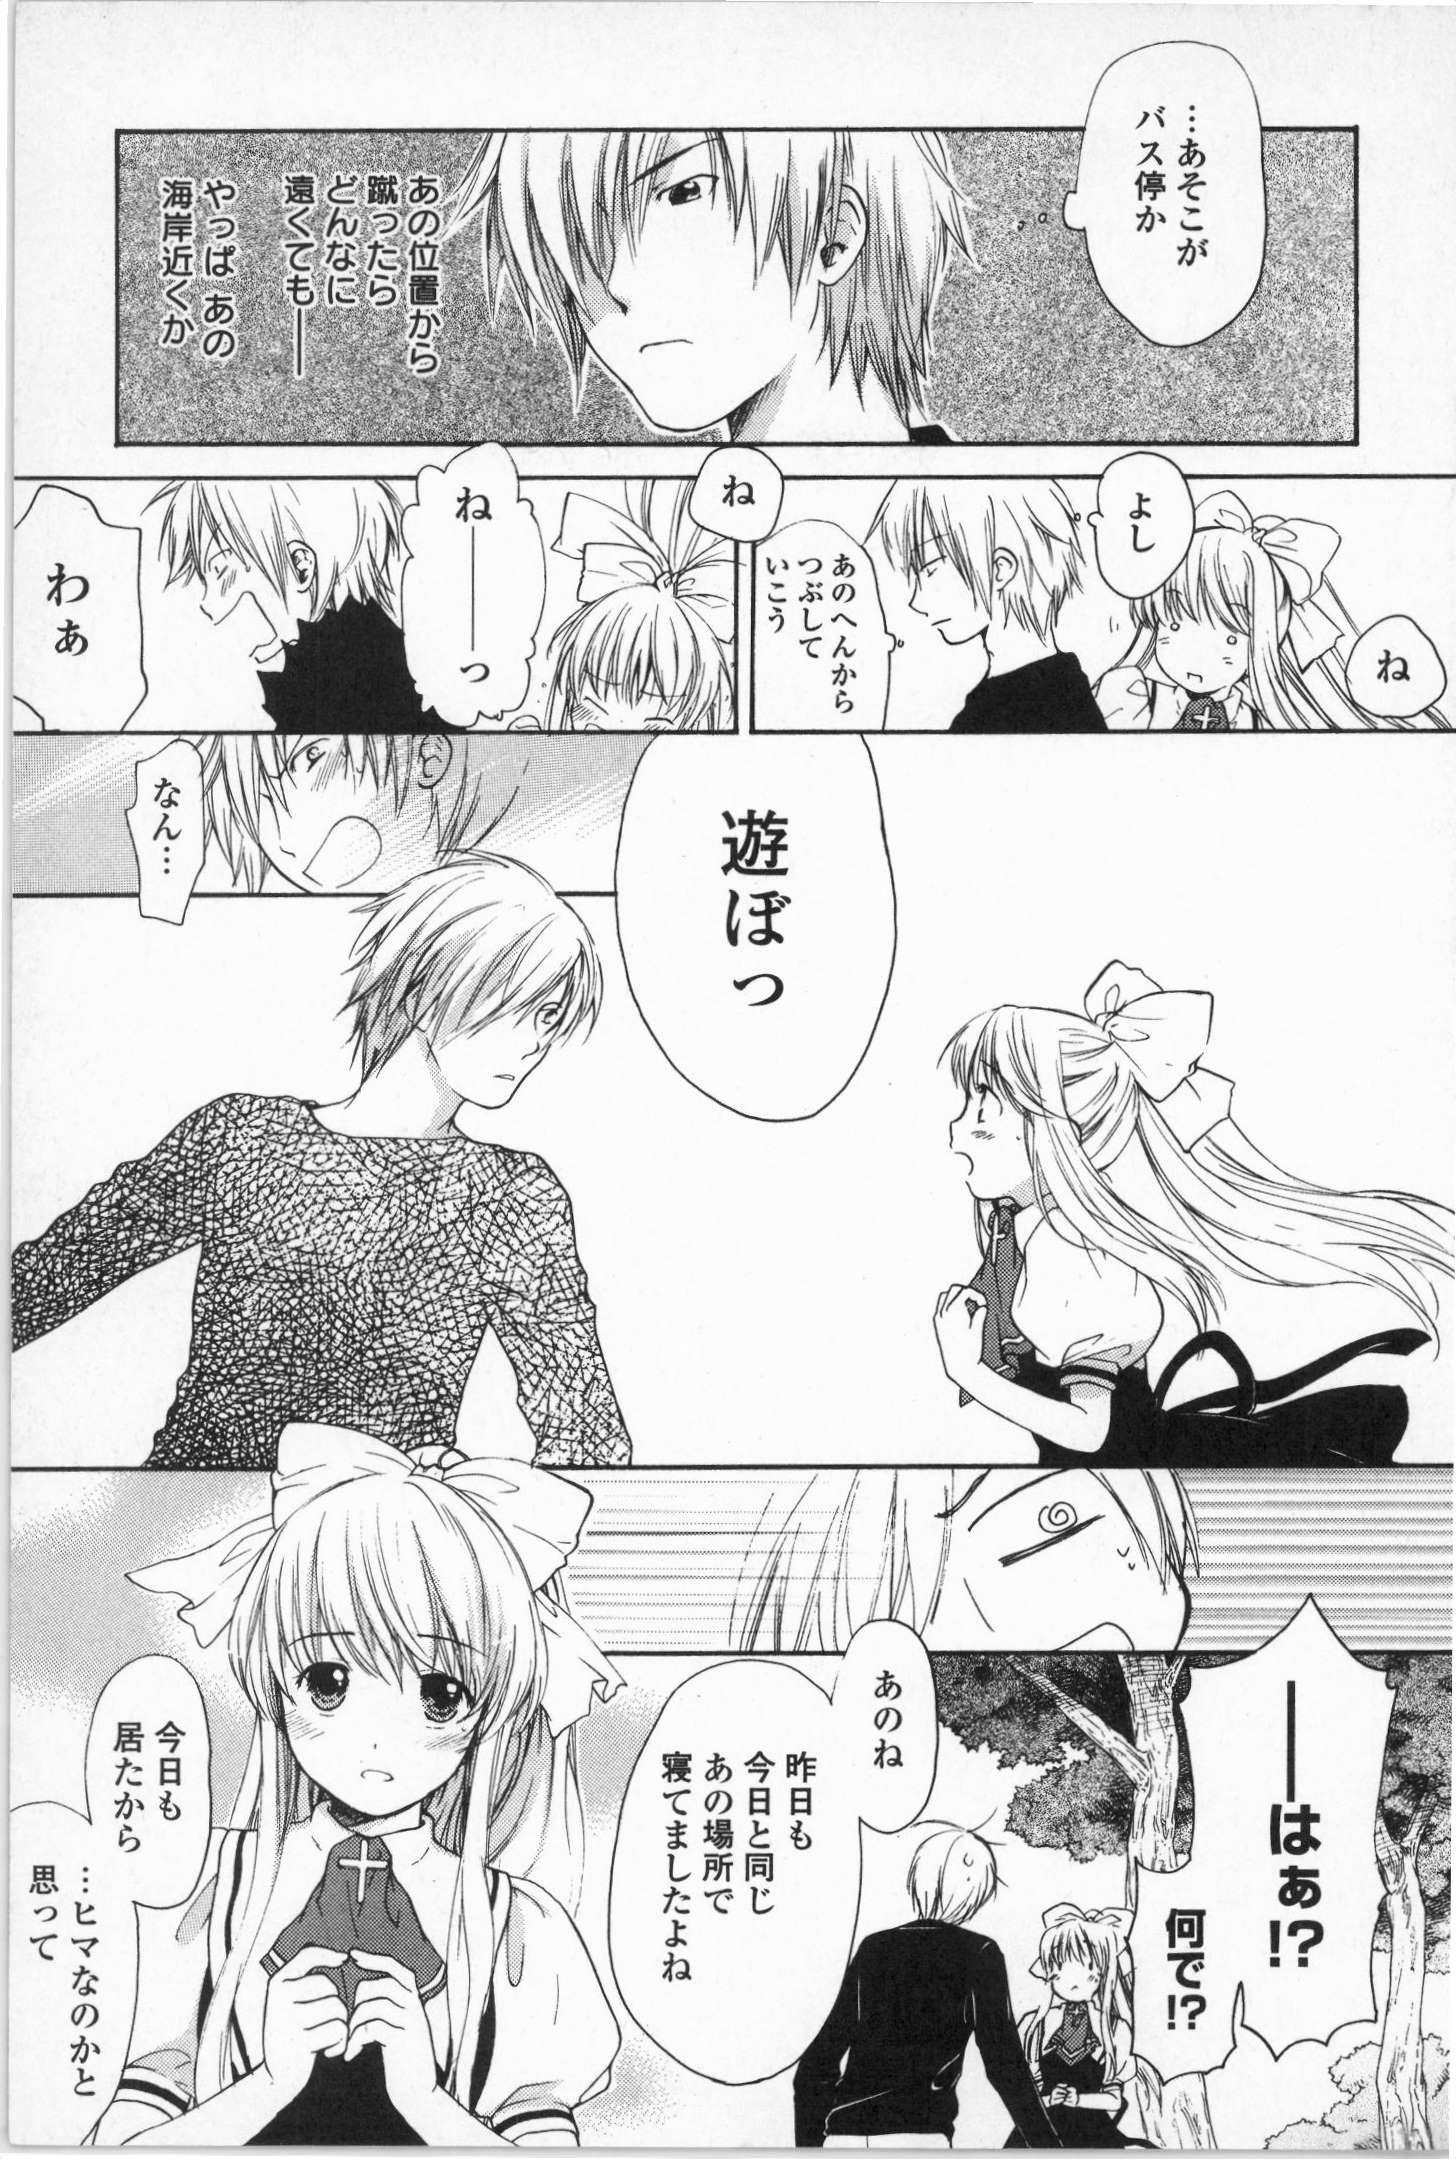 …あそこが
バス停か
あの位置から
蹴ったら
どんなに
遠くても――
やっぱ あの
海岸近くか
ね
よし
あのへんから
つぶして
いこう
ね
ね――っ
わぁ
なん…
遊ぼっ
――はぁ!?
何で!?
あのね
昨日も
今日と同じ
あの場所で
寝てましたよね
今日も
居たから
…ヒマなのかと
思って